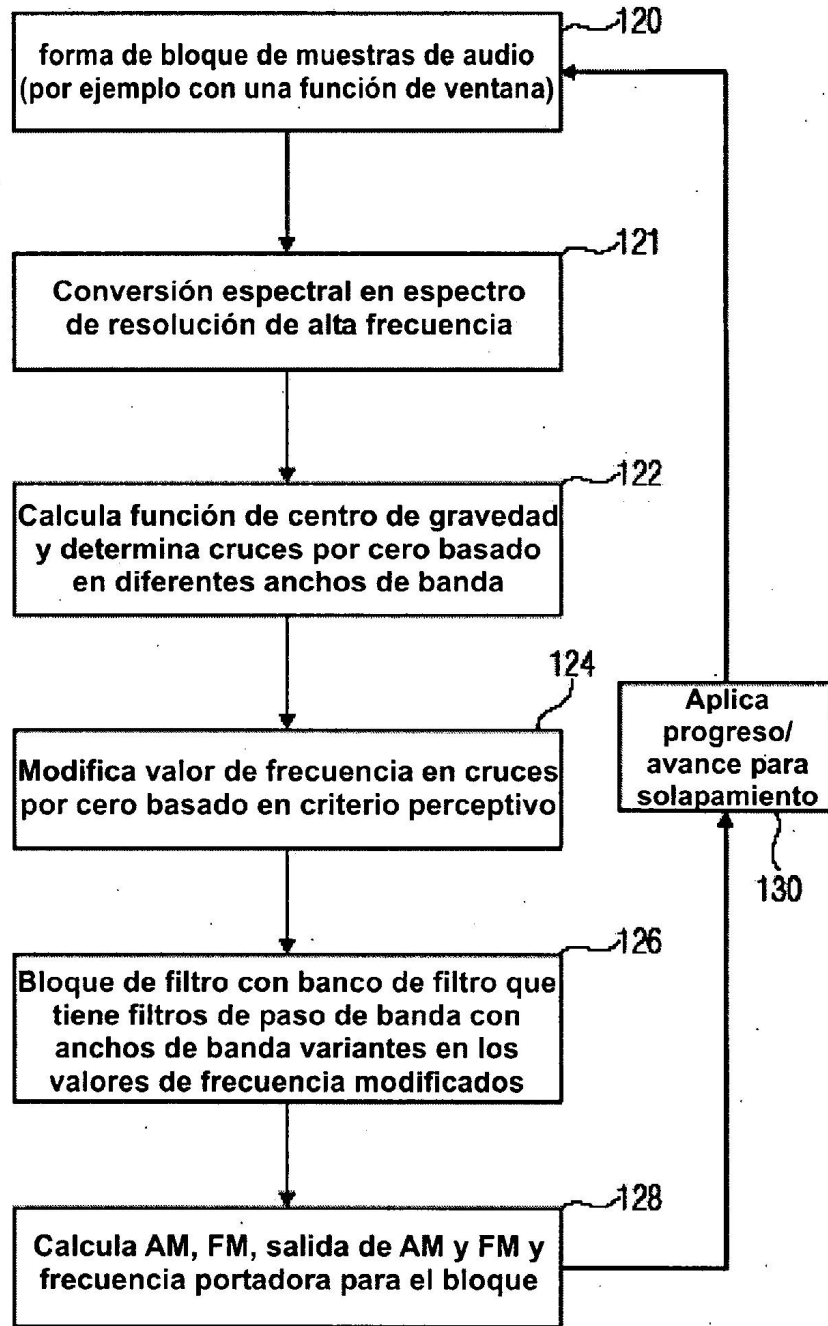 120
forma de bloque de muestras de audio
(por ejemplo con una función de ventana)
121
Conversión espectral en espectro
de resolución de alta frecuencia
122
Calcula función de centro de gravedad
y determina cruces por cero basado
en diferentes anchos de banda
124
Modifica valor de frecuencia en cruces
por cero basado en criterio perceptivo
Aplica
progreso/
avance para
solapamiento
130
126
Bloque de filtro con banco de filtro que
tiene filtros de paso de banda con
anchos de banda variantes en los
valores de frecuencia modificados
128
Calcula AM, FM, salida de AM y FM y
frecuencia portadora para el bloque